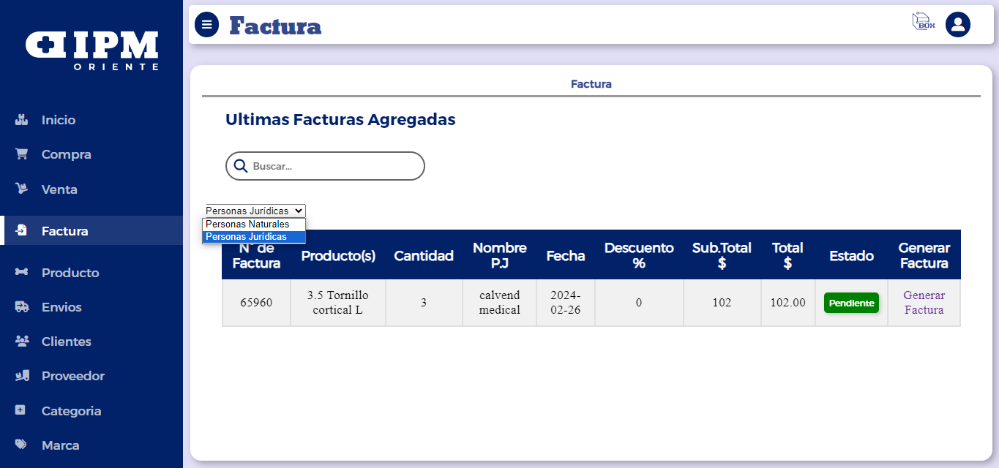 IPM
ORIENTE
Inicio
Compra
Venta
Factura
Producto
Envios
Clientes
Proveedor
Categoria
Marca
Factura
BOX
Factura
Ultimas Facturas Agregadas
Buscar...
Personas Jurídicas
Personas Naturales
Personas Jurídicas
N° de Factura Producto(s) Cantidad Nombre P.J Fecha Descuento % Sub.Total $ Total $ Estado Generar Factura
65960 3.5 Tornillo cortical L 3 calvend medical 2024-02-26 0 102 102.00 Pendiente Generar Factura